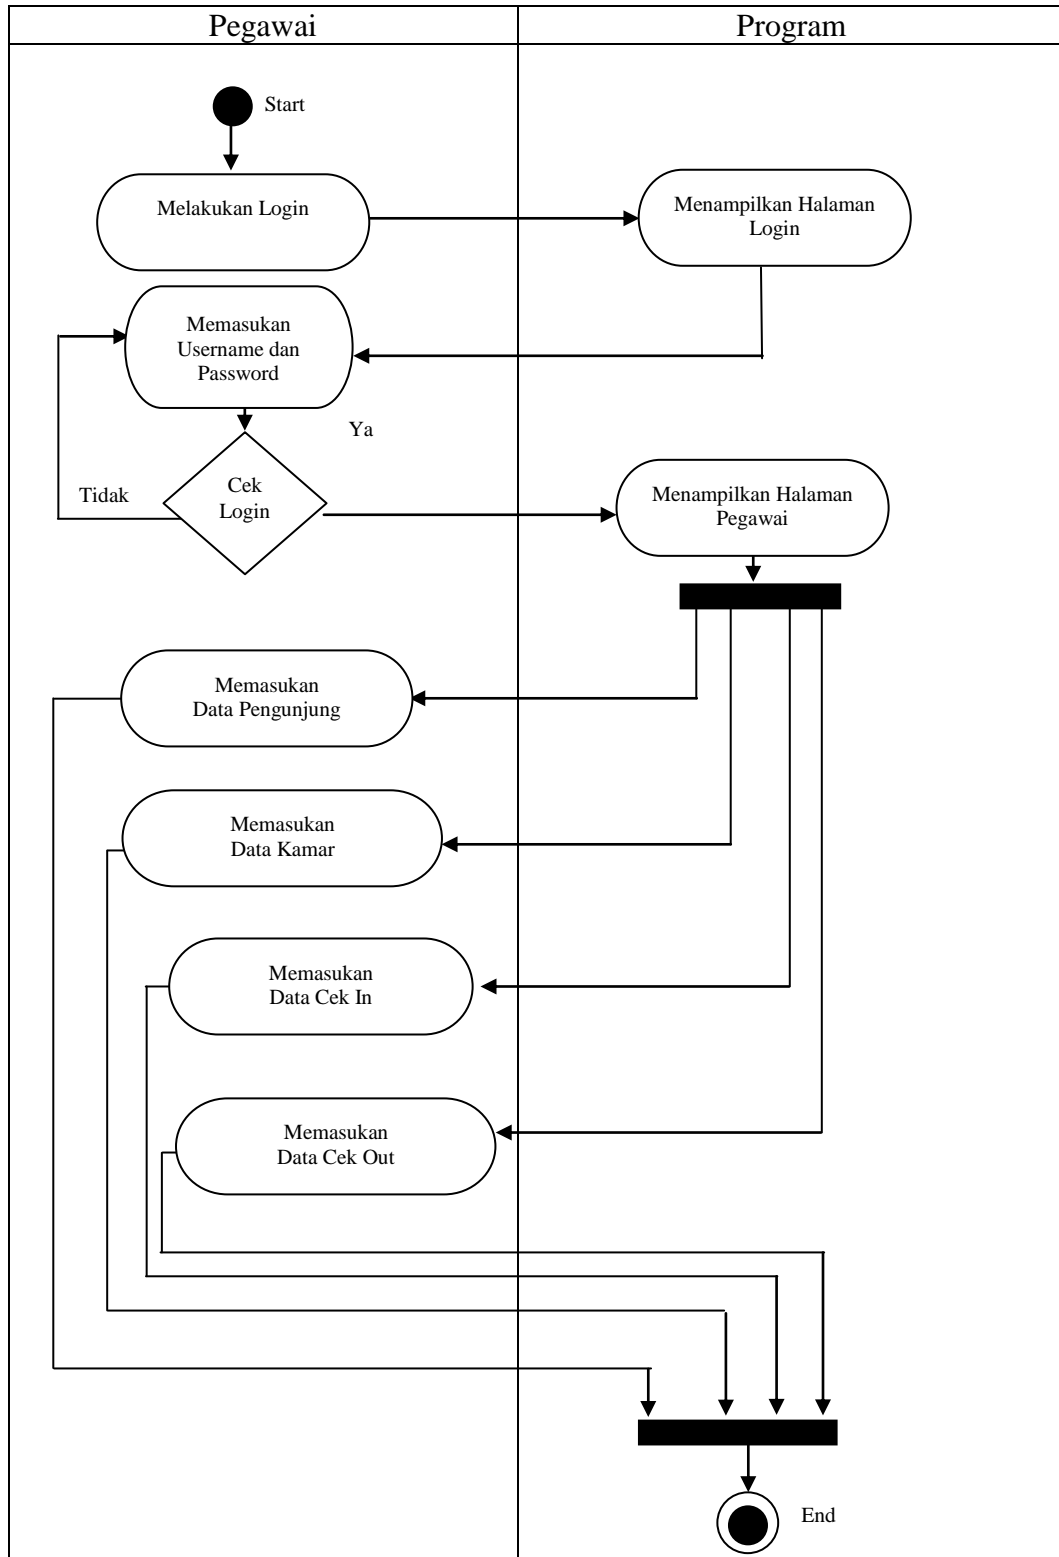 Pegawai
Program
Start
Melakukan Login
Menampilkan Halaman
Login
Memasukan
Username dan
Password
Ya
Tidak
Cek
Login
Menampilkan Halaman
Pegawai
Memasukan
Data Pengunjung
Memasukan
Data Kamar
Memasukan
Data Cek In
Memasukan
Data Cek Out
End